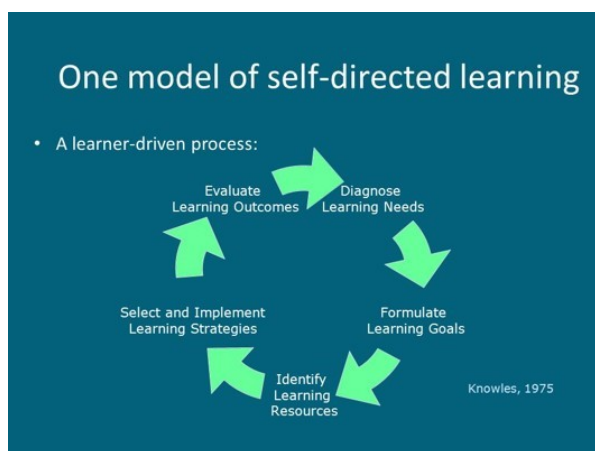 One model of self-directed learning
• A learner-driven process:
Evaluate
Learning Outcomes
Diagnose
Learning Needs
Select and Implement
Learning Strategies
Formulate
Learning Goals
Identify
Learning
Resources
Knowles, 1975